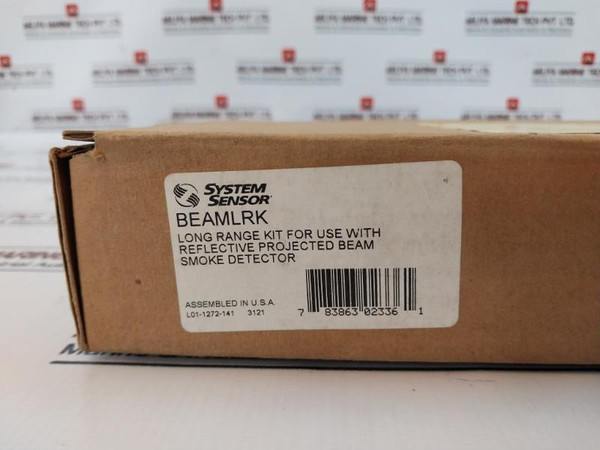 SYSTEM
SENSOR
BEAMLRK
LONG RANGE KIT FOR USE WITH
REFLECTIVE PROJECTED BEAM
SMOKE DETECTOR
ASSEMBLED IN U.S.A.
L01-1272-141 3121
7 83863 02336 1